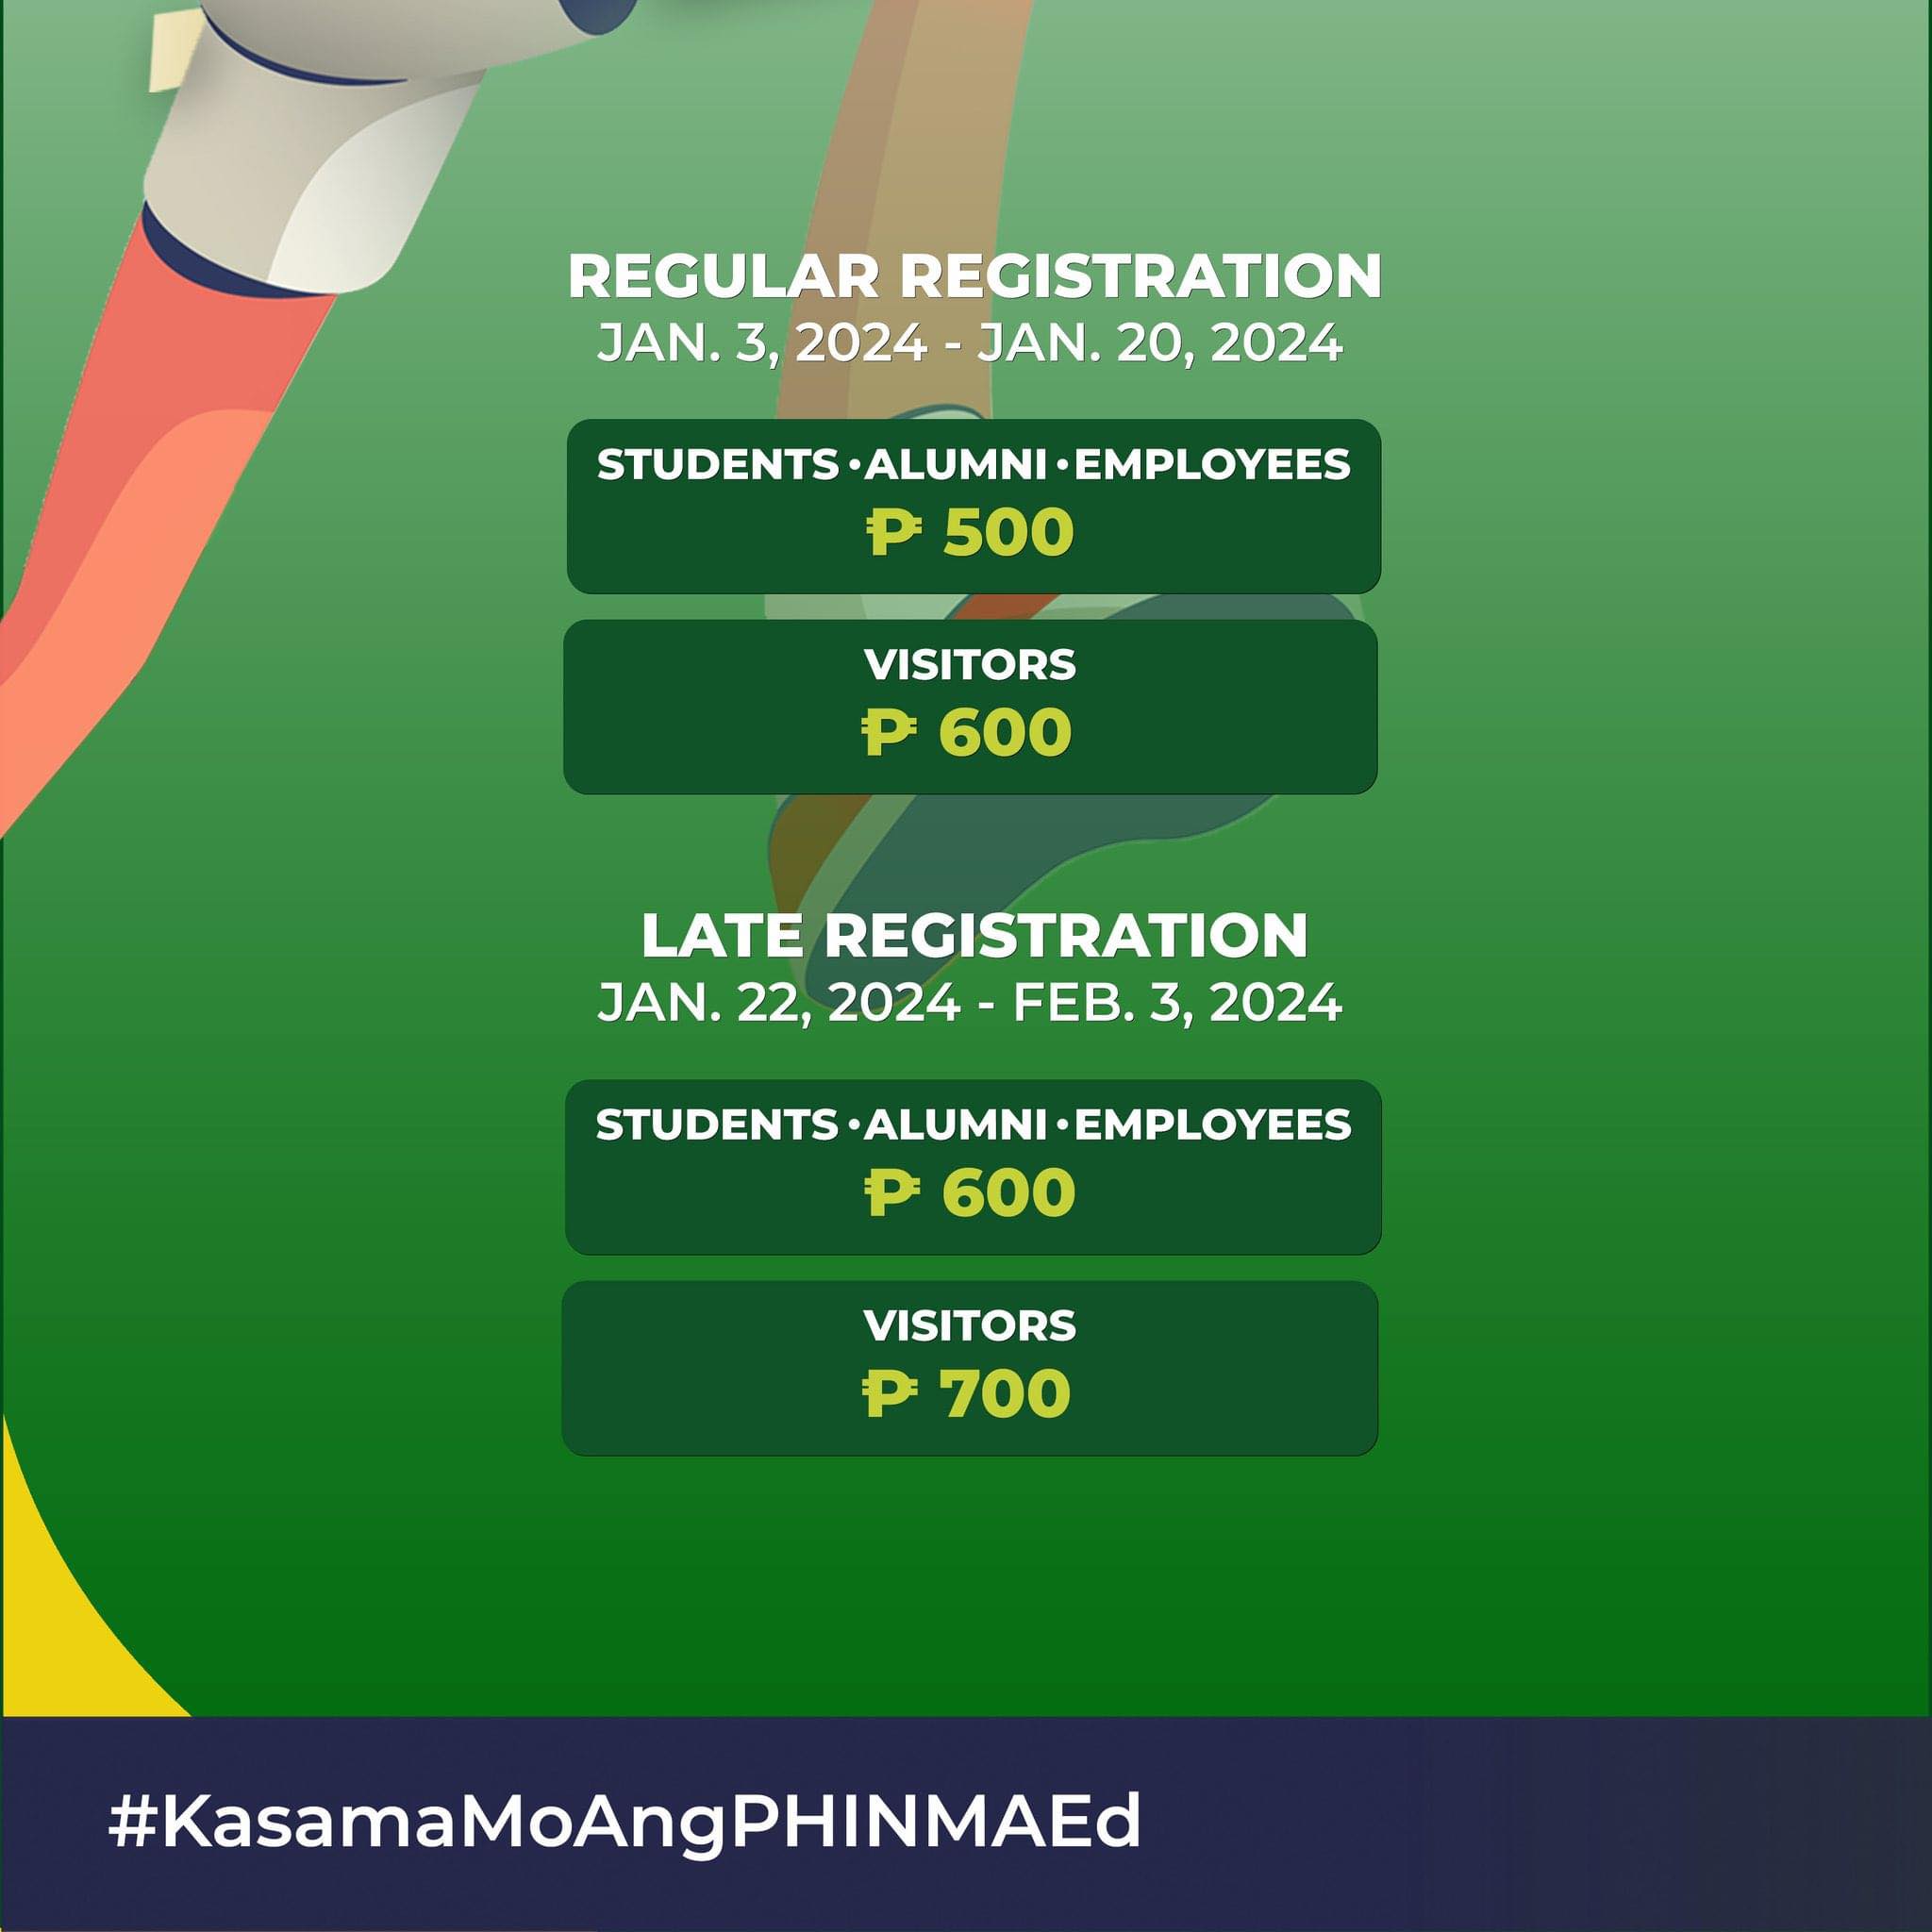 REGULAR REGISTRATION
JAN. 3, 2024 - JAN. 20, 2024
STUDENTS • ALUMNI • EMPLOYEES
₱ 500
VISITORS
₱ 600
LATE REGISTRATION
JAN. 22, 2024 - FEB. 3, 2024
STUDENTS • ALUMNI • EMPLOYEES
₱ 600
VISITORS
₱ 700
#KasamaMoAngPHINMAEd